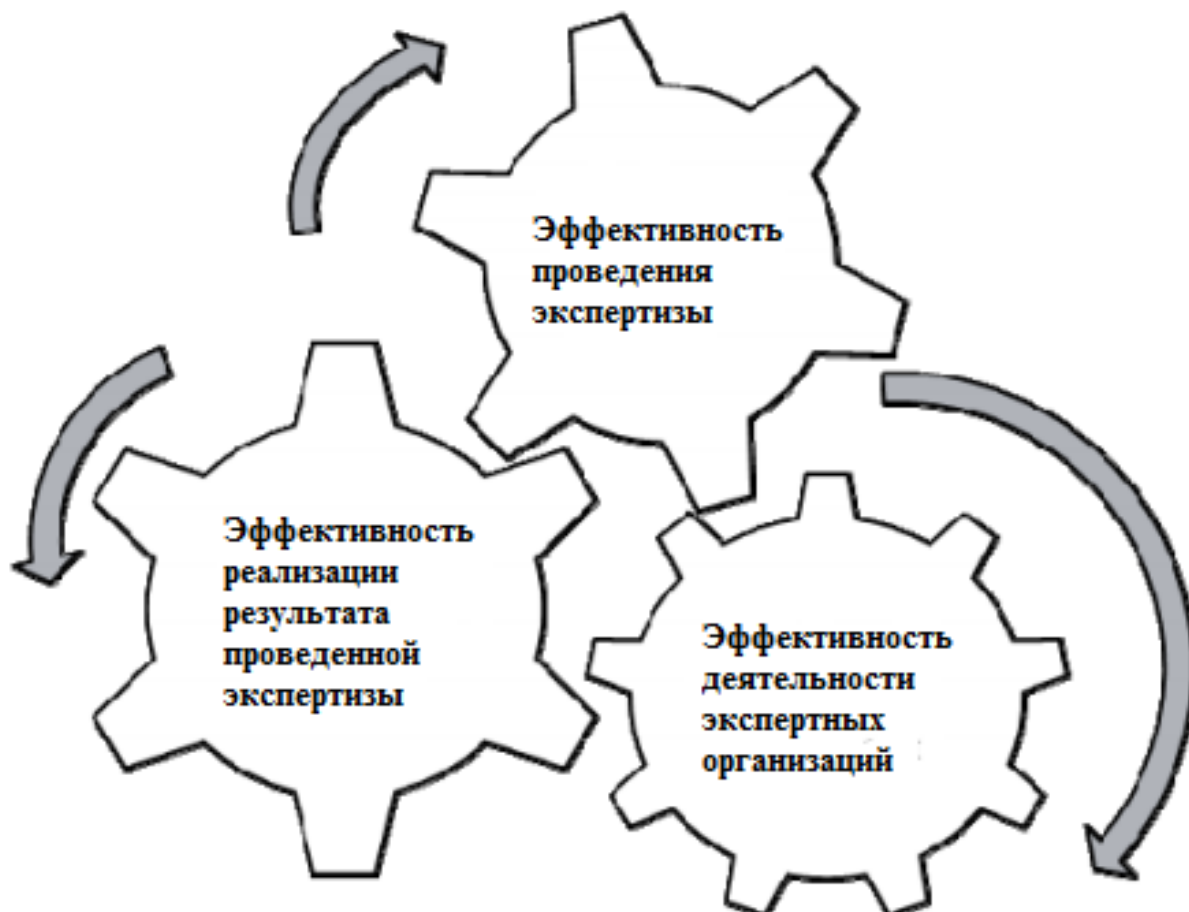 Эффективность
проведения
экспертизы
Эффективность
реализации
результата
проведенной
экспертизы
Эффективность
деятельности
экспертных
организаций